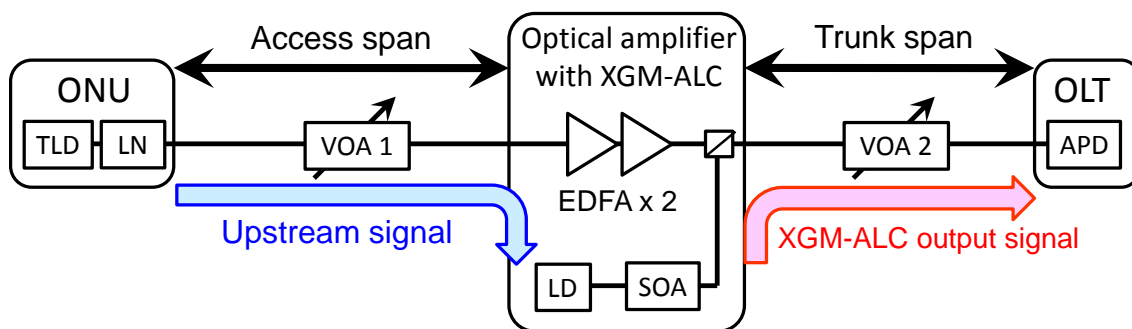 Access span
Optical amplifier
with XGM-ALC
Trunk span
ONU
OLT
TLD
LN
VOA 1
VOA 2
APD
EDFA x 2
Upstream signal
XGM-ALC output signal
LD
SOA